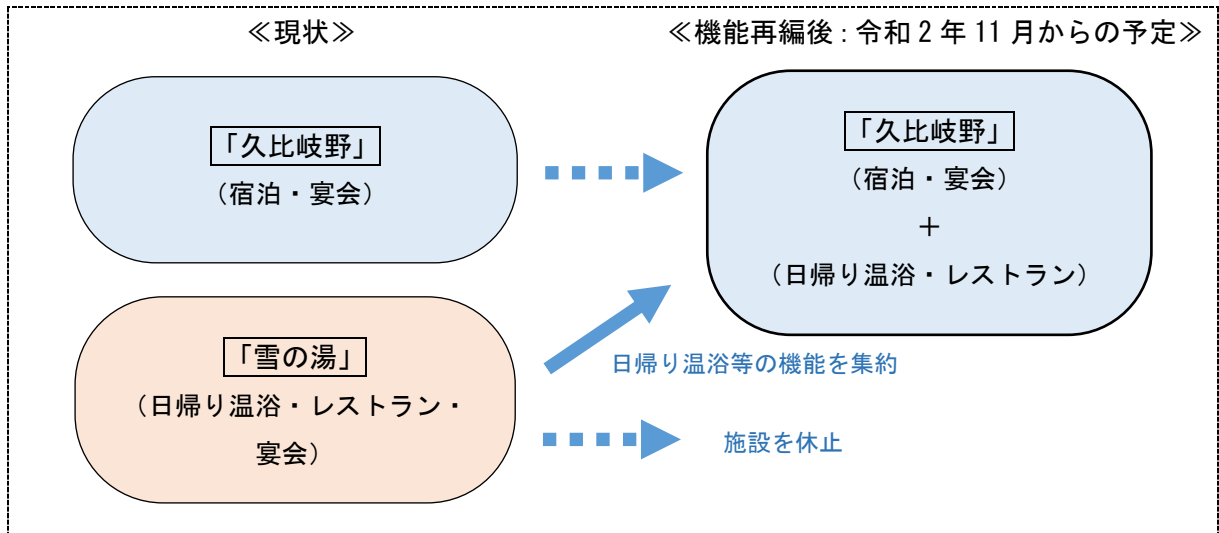 ≪現状≫
「久比岐野」
（宿泊・宴会）
「雪の湯」
（日帰り温浴・レストラン・
宴会）
≪機能再編後：令和２年11月からの予定≫
「久比岐野」
（宿泊・宴会）
＋
（日帰り温浴・レストラン）
日帰り温浴等の機能を集約
施設を休止